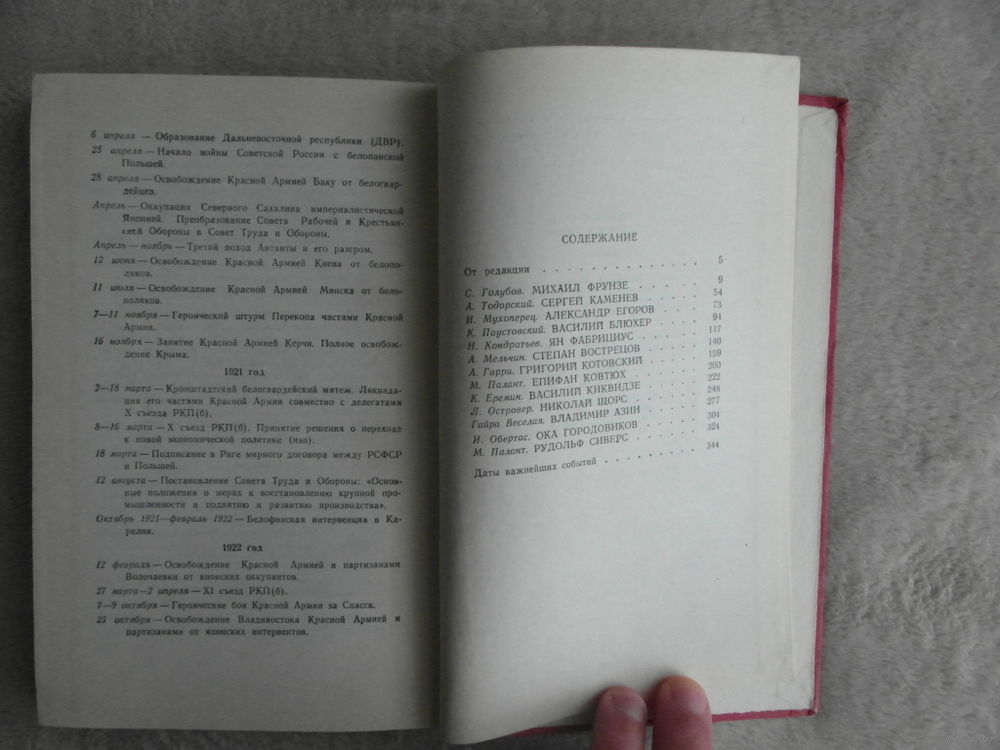 6 апреля — Образование Дальневосточной республики (ДВР).
25 апреля — Начало войны Советской России с белопанской
Польшей.
28 апреля — Освобождение Красной Армией Баку от белогвар-
дейцев.
Апрель — Оккупация Северного Сахалина империалистической
Японией. Преобразование Совета Рабочей и Крестьян-
ской Обороны в Совет Труда и Обороны.
Апрель — ноябрь — Третий поход Антанты и его разгром.
12 июня — Освобождение Красной Армией Киева от белопо-
ляков.
11 июля — Освобождение Красной Армией Минска от бело-
поляков.
7—11 ноября — Героический штурм Перекопа частями Красной
Армии.
16 ноября — Занятие Красной Армией Керчи. Полное освобож-
дение Крыма.
1921 год
2—18 марта — Кронштадтский белогвардейский мятеж. Ликвида-
ция его частями Красной Армии совместно с делегатами
X съезда РКП(б).
8—16 марта — X съезд РКП(б). Принятие решения о переходе
к новой экономической политике (нэп).
18 марта — Подписание в Риге мирного договора между РСФСР
и Польшей.
12 августа — Постановление Совета Труда и Обороны: «Основ-
ные положения о мерах к восстановлению крупной про-
мышленности и поднятию и развитию производства».
Октябрь 1921—февраль 1922 — Белофинская интервенция в Ка-
релии.
1922 год
12 февраля — Освобождение Красной Армией и партизанами
Волочаевки от японских оккупантов.
27 марта—2 апреля — XI съезд РКП(б).
7—9 октября — Героические бои Красной Армии за Спасск.
25 октября — Освобождение Владивостока Красной Армией и
партизанами от японских интервентов.
СОДЕРЖАНИЕ
От редакции . . . . . . . . . . . . . . 5
С. Голубов. МИХАИЛ ФРУНЗЕ . . . . . 9
А. Тодорский. СЕРГЕЙ КАМЕНЕВ . . . . 54
И. Мухоперец. АЛЕКСАНДР ЕГОРОВ . . . 73
К. Паустовский. ВАСИЛИЙ БЛЮХЕР . . . 94
Н. Кондратьев. ЯН ФАБРИЦИУС . . . . 117
А. Мельчин. СТЕПАН ВОСТРЕЦОВ . . . . 140
А. Гарри. ГРИГОРИЙ КОТОВСКИЙ . . . . 159
М. Палант. ЕПИФАН КОВТЮХ . . . . . 200
К. Еремин. ВАСИЛИЙ КИКВИДЗЕ . . . . 222
Л. Островер. НИКОЛАЙ ЩОРС . . . . . 248
Гайра Веселая. ВЛАДИМИР АЗИН . . . . 277
И. Обертас. ОКА ГОРОДОВИКОВ . . . . 304
М. Палант. РУДОЛЬФ СИВЕРС . . . . . 324
Даты важнейших событий . . . . . . . . 344